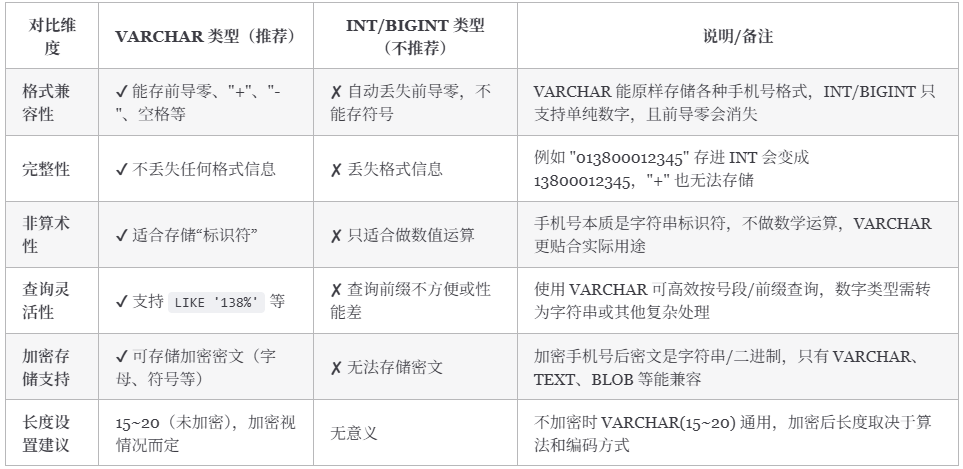 对比维
度
VARCHAR 类型（推荐）
INT/BIGINT 类型
（不推荐）
说明/备注
格式兼
容性
✓ 能存前导零、"+"、"-
"、空格等
✗ 自动丢失前导零，不
能存符号
VARCHAR 能原样存储各种手机号格式，INT/BIGINT 只
支持单纯数字，且前导零会消失
完整性
✓ 不丢失任何格式信息
✗ 丢失格式信息
例如 "013800012345" 存进 INT 会变成
13800012345，"+" 也无法存储
非算术
性
✓ 适合存储“标识符”
✗ 只适合做数值运算
手机号本质是字符串标识符，不做数学运算，VARCHAR
更贴合实际用途
查询灵
活性
✓ 支持 LIKE '138%' 等
✗ 查询前缀不方便或性
能差
使用 VARCHAR 可高效按号段/前缀查询，数字类型需转
为字符串或其他复杂处理
加密存
储支持
✓ 可存储加密密文（字
母、符号等）
✗ 无法存储密文
加密手机号后密文是字符串/二进制，只有 VARCHAR、
TEXT、BLOB 等能兼容
长度设
置建议
15~20（未加密），加密视
情况而定
无意义
不加密时 VARCHAR(15~20) 通用，加密后长度取决于算
法和编码方式